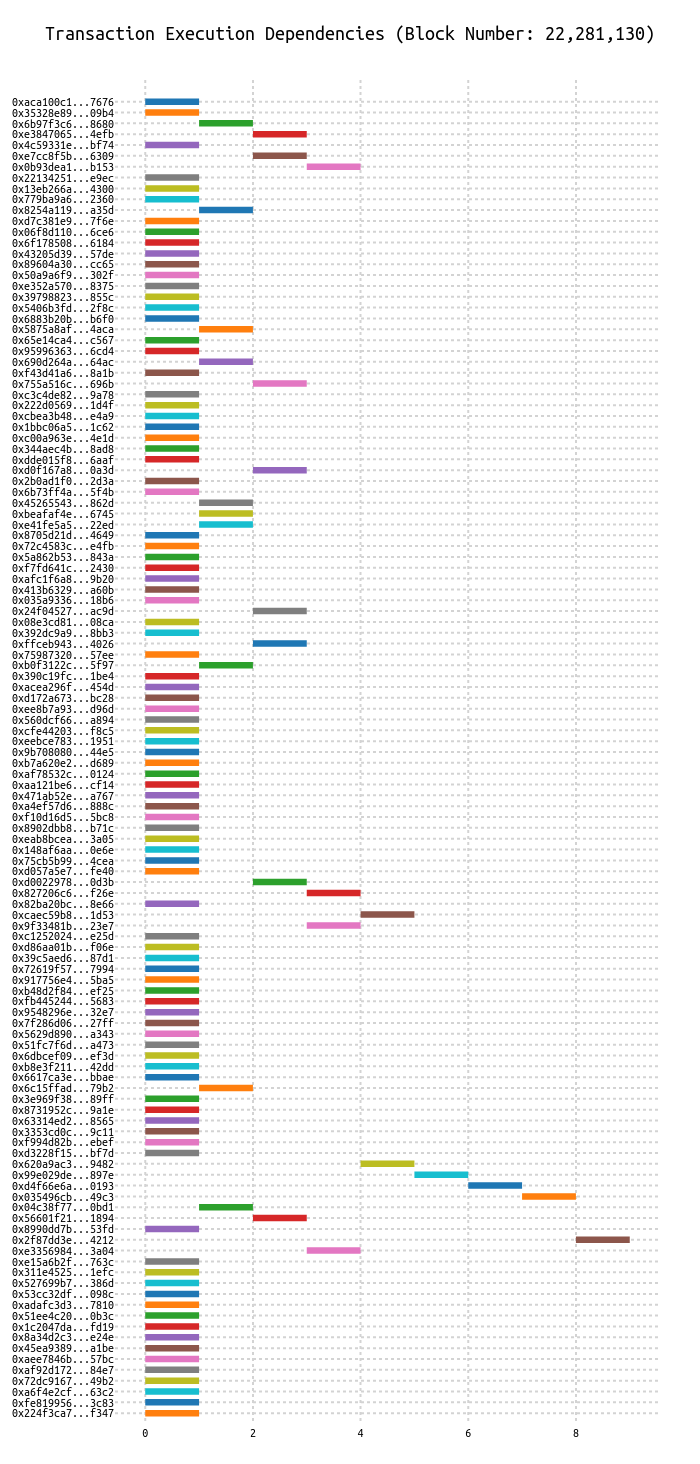 Transaction Execution Dependencies (Block Number: 22,281,130)
0xaca100c1...7676
0x35328e89...09b4
0x6b97f3c6...8680
0xe3847065...4efb
0x4c59331e...bf74
0xe7cc8f5b...6309
0x0b93dea1...b153
0x22134251...e9ec
0x13eb266a...4300
0x779ba9a6...2360
0x8254a119...a35d
0xd7c381e9...7f6e
0x06f8d110...6ce6
0x6f178508...6184
0x43205d39...57de
0x89604a30...cc65
0x50a9a6f9...302f
0xe352a570...8375
0x39798823...855c
0x5406b3fd...2f8c
0x6883b20b...b6f0
0x5875a8af...4aca
0x65e14ca4...c567
0x95996363...6cd4
0x690d264a...64ac
0xf43d41a6...8a1b
0x755a516c...696b
0xc3c4de82...9a78
0x222d0569...1d4f
0xcbea3b48...e4a9
0x1bbc06a5...1c62
0xc00a963e...4e1d
0x344aec4b...8ad8
0xdde015f8...6aaf
0xd0f167a8...0a3d
0x2b0ad1f0...2d3a
0x6b73ff4a...5f4b
0x45265543...862d
0xbeafaf4e...6745
0xe41fe5a5...22ed
0x8705d21d...4649
0x72c4583c...e4fb
0x5a862b53...843a
0xf7fd641c...2430
0xafc1f6a8...9b20
0x413b6329...a60b
0x035a9336...18b6
0x24f04527...ac9d
0x08e3cd81...08ca
0x392dc9a9...8bb3
0xffceb943...4026
0x75987320...57ee
0xb0f3122c...5f97
0x390c19fc...1be4
0xacea296f...454d
0xd172a673...bc28
0xee8b7a93...d96d
0x560dcf66...a894
0xcfe44203...f8c5
0xeebce783...1951
0x9b708080...44e5
0xb7a620e2...d689
0xaf78532c...0124
0xaa121be6...cf14
0x471ab52e...a767
0xa4ef57d6...888c
0xf10d16d5...5bc8
0x8902dbb8...b71c
0xeab8bcea...3a05
0x148af6aa...0e6e
0x75cb5b99...4cea
0xd057a5e7...fe40
0xd0022978...0d3b
0x827206c6...f26e
0x82ba20bc...8e66
0xcaec59b8...1d53
0x9f33481b...23e7
0xc1252024...e25d
0xd86aa01b...f06e
0x39c5aed6...87d1
0x72619f57...7994
0x917756e4...5ba5
0xb48d2f84...ef25
0xfb445244...5683
0x9548296e...32e7
0x7f286d06...27ff
0x5629d890...a343
0x51fc7f6d...a473
0x6dbcef09...ef3d
0xb8e3f211...42dd
0x6617ca3e...bbae
0x6c15ffad...79b2
0x3e969f38...89ff
0x8731952c...9a1e
0x63314ed2...8565
0x3353cd0c...9c11
0xf994d82b...ebef
0xd3228f15...bf7d
0x620a9ac3...9482
0x99e029de...897e
0xd4f66e6a...0193
0x035496cb...49c3
0x04c38f77...0bd1
0x56601f21...1894
0x8990dd7b...53fd
0x2f87dd3e...4212
0xe3356984...3a04
0xe15a6b2f...763c
0x311e4525...1efc
0x527699b7...386d
0x53cc32df...098c
0xadafc3d3...7810
0x51ee4c20...0b3c
0x1c2047da...fd19
0x8a34d2c3...e24e
0x45ea9389...a1be
0xaee7846b...57bc
0xaf92d172...84e7
0x72dc9167...49b2
0xa6f4e2cf...63c2
0xfe819956...3c83
0x224f3ca7...f347
0 2 4 6 8